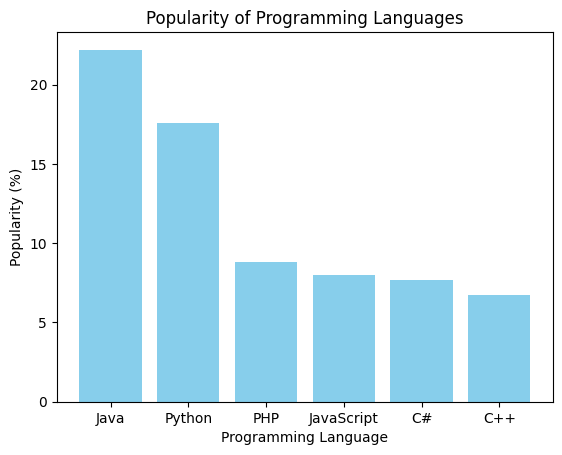 Popularity of Programming Languages
Popularity (%)
20
15
10
5
0
Java Python PHP JavaScript C# C++
Programming Language